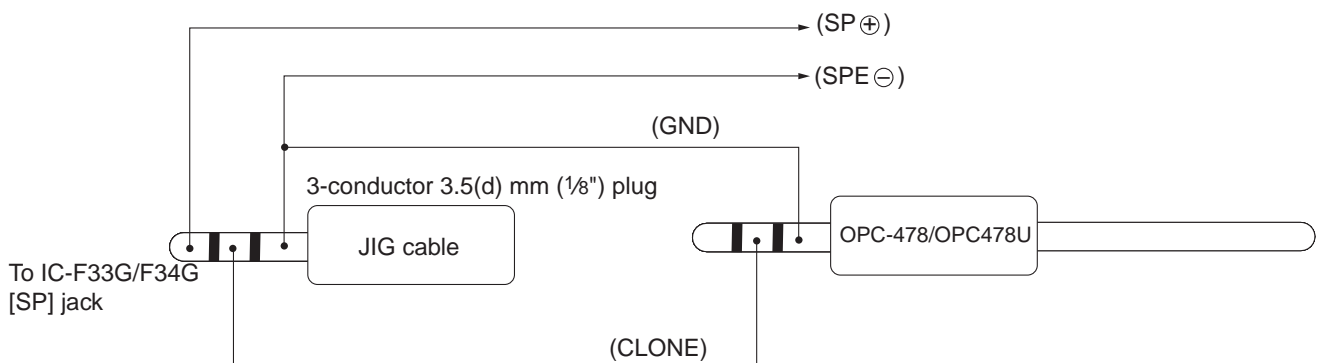 (SP⊕)
(SPE⊖)
(GND)
3-conductor 3.5(d) mm (1/8") plug
JIG cable
OPC-478/OPC478U
To IC-F33G/F34G
[SP] jack
(CLONE)